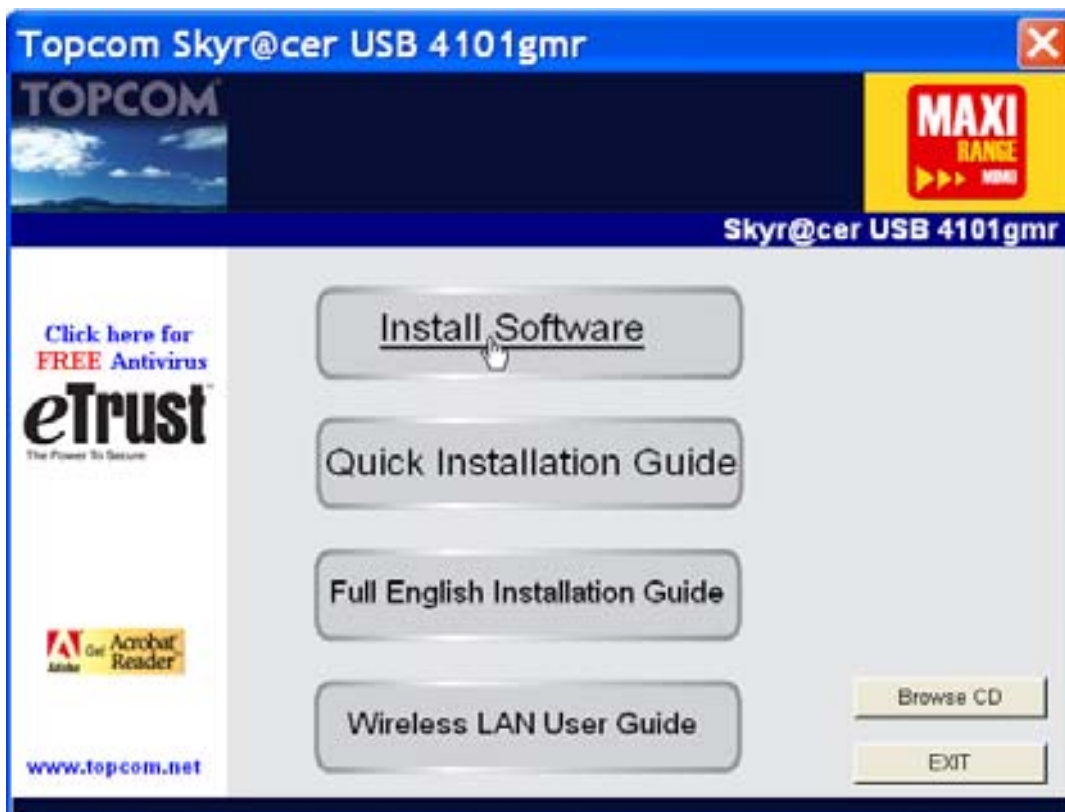 Topcom Skyr@cer USB 4101gmr
TOPCOM
MAXI
RANGE
MIMO
Skyr@cer USB 4101gmr
Click here for
FREE Antivirus
eTrust™
The Power To Secure
Adobe
Get Acrobat
Reader
www.topcom.net
Install Software
Quick Installation Guide
Full English Installation Guide
Wireless LAN User Guide
Browse CD
EXIT